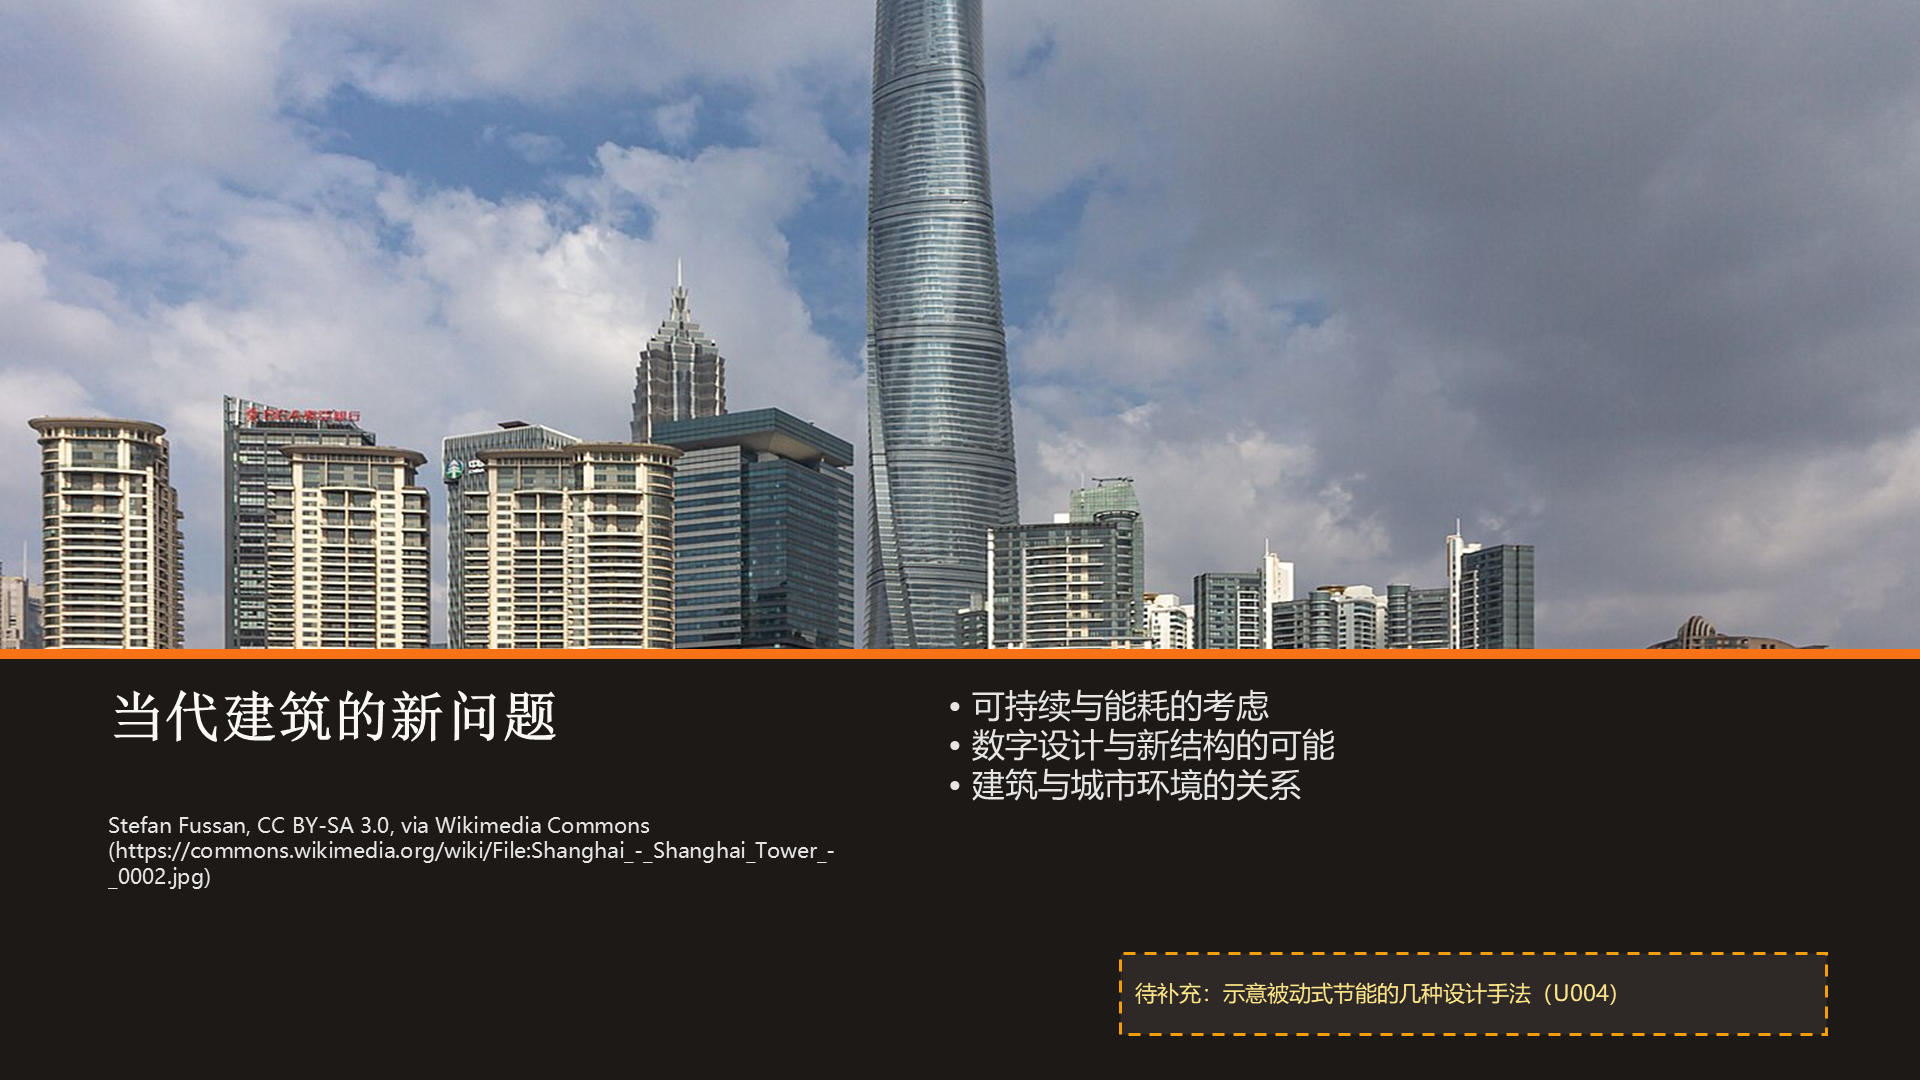 当代建筑的新问题
Stefan Fussan, CC BY-SA 3.0, via Wikimedia Commons
(https://commons.wikimedia.org/wiki/File:Shanghai_-_Shanghai_Tower_-
_0002.jpg)
• 可持续与能耗的考虑
• 数字设计与新结构的可能
• 建筑与城市环境的关系
待补充：示意被动式节能的几种设计手法（U004）